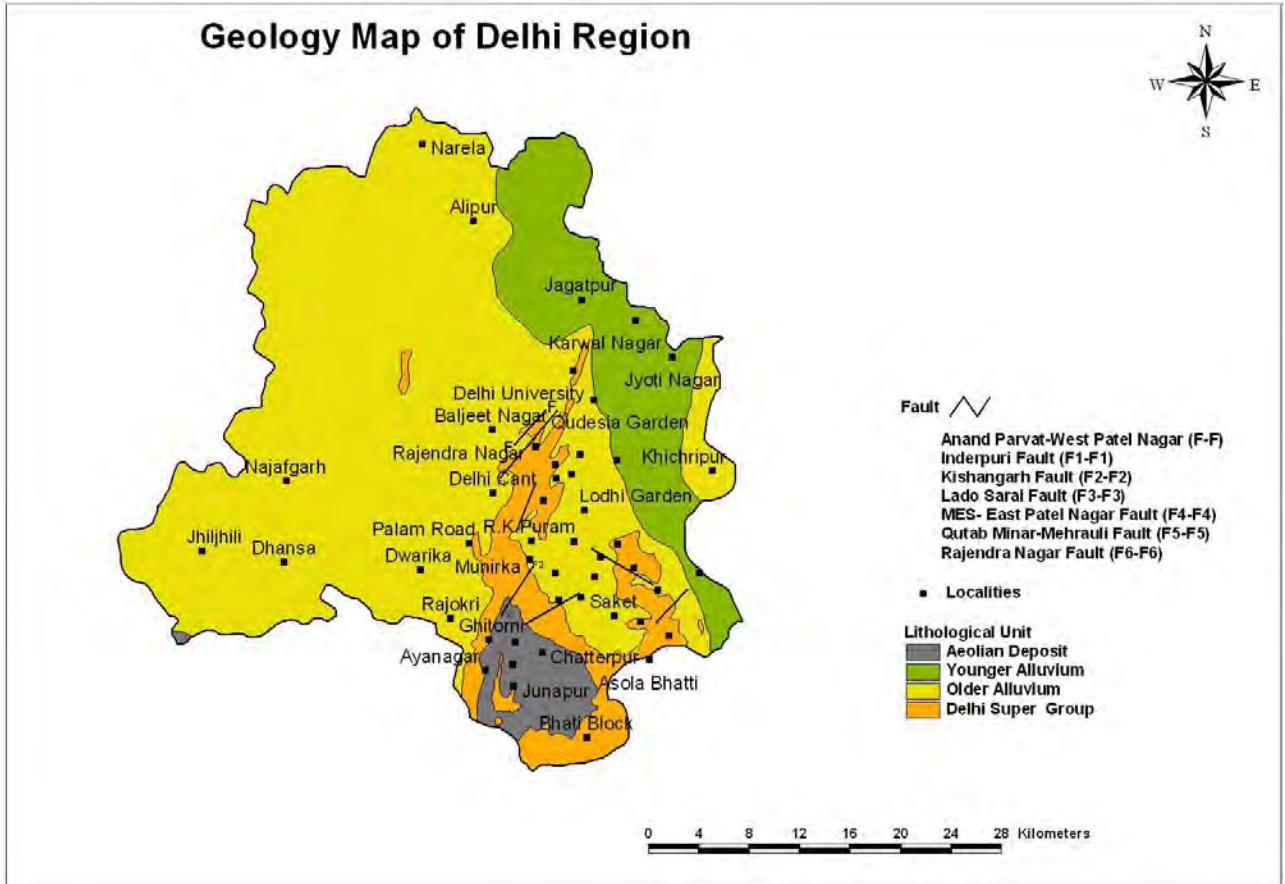 Geology Map of Delhi Region
N
W E
S
Narela
Alipur
Jagatpur
Karwal Nagar
Jyoti Nagar
Delhi University
F
Baljeet Nagar
Qudesia Garden
F
Rajendra Nagar
Khichripur
Najafgarh
Delhi Cant
Lodhi Garden
Palam Road
R.K.Puram
Jhiljhili
Dhansa
Dwarika
Munirka
F2
Rajokri
Saket
Ghitorni
Ayanagar
Chatterpur
Asola Bhatti
Junapur
Bhati Block
Fault
Anand Parvat-West Patel Nagar (F-F)
Inderpuri Fault (F1-F1)
Kishangarh Fault (F2-F2)
Lado Sarai Fault (F3-F3)
MES- East Patel Nagar Fault (F4-F4)
Qutab Minar-Mehrauli Fault (F5-F5)
Rajendra Nagar Fault (F6-F6)
Localities
Lithological Unit
Aeolian Deposit
Younger Alluvium
Older Alluvium
Delhi Super Group
0 4 8 12 16 20 24 28 Kilometers